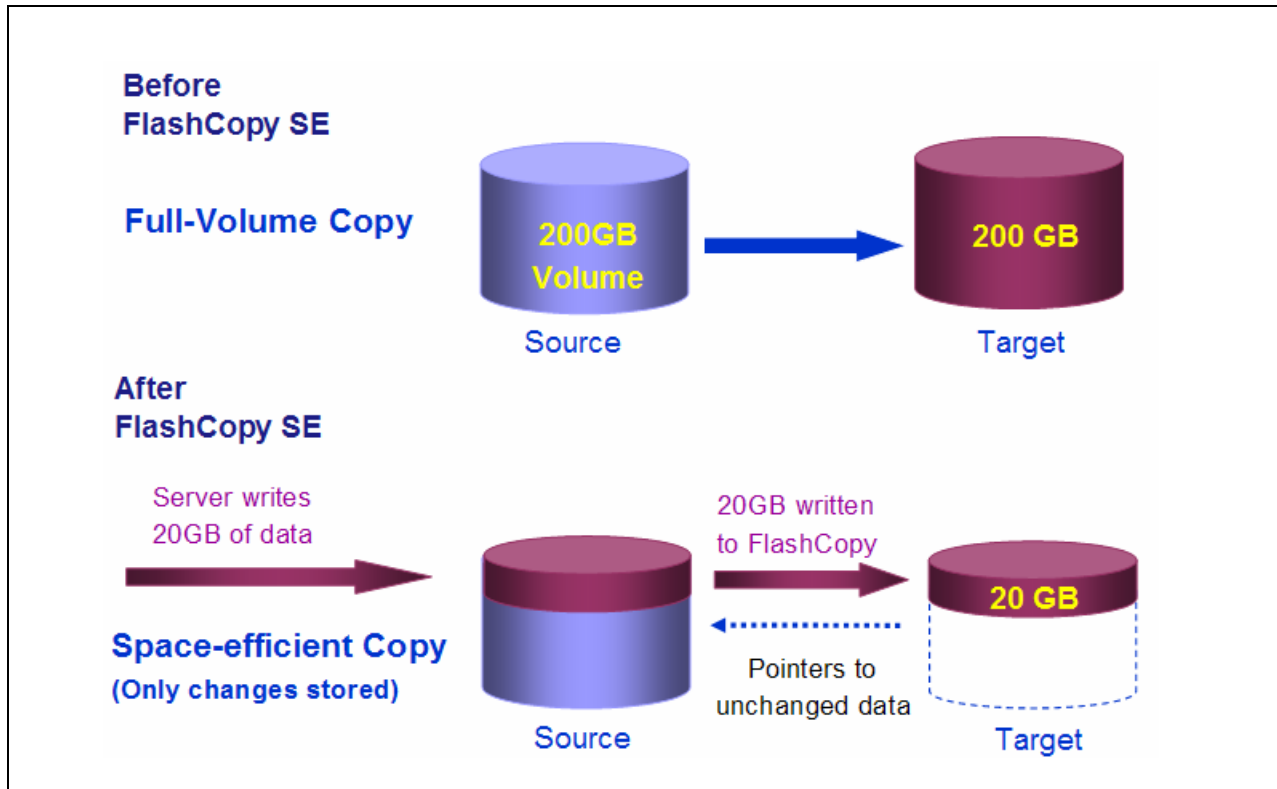 Before
FlashCopy SE
Full-Volume Copy
200GB
Volume
200 GB
Source
Target
After
FlashCopy SE
Server writes
20GB of data
20GB written
to FlashCopy
20 GB
Space-efficient Copy
(Only changes stored)
Pointers to
unchanged data
Source
Target